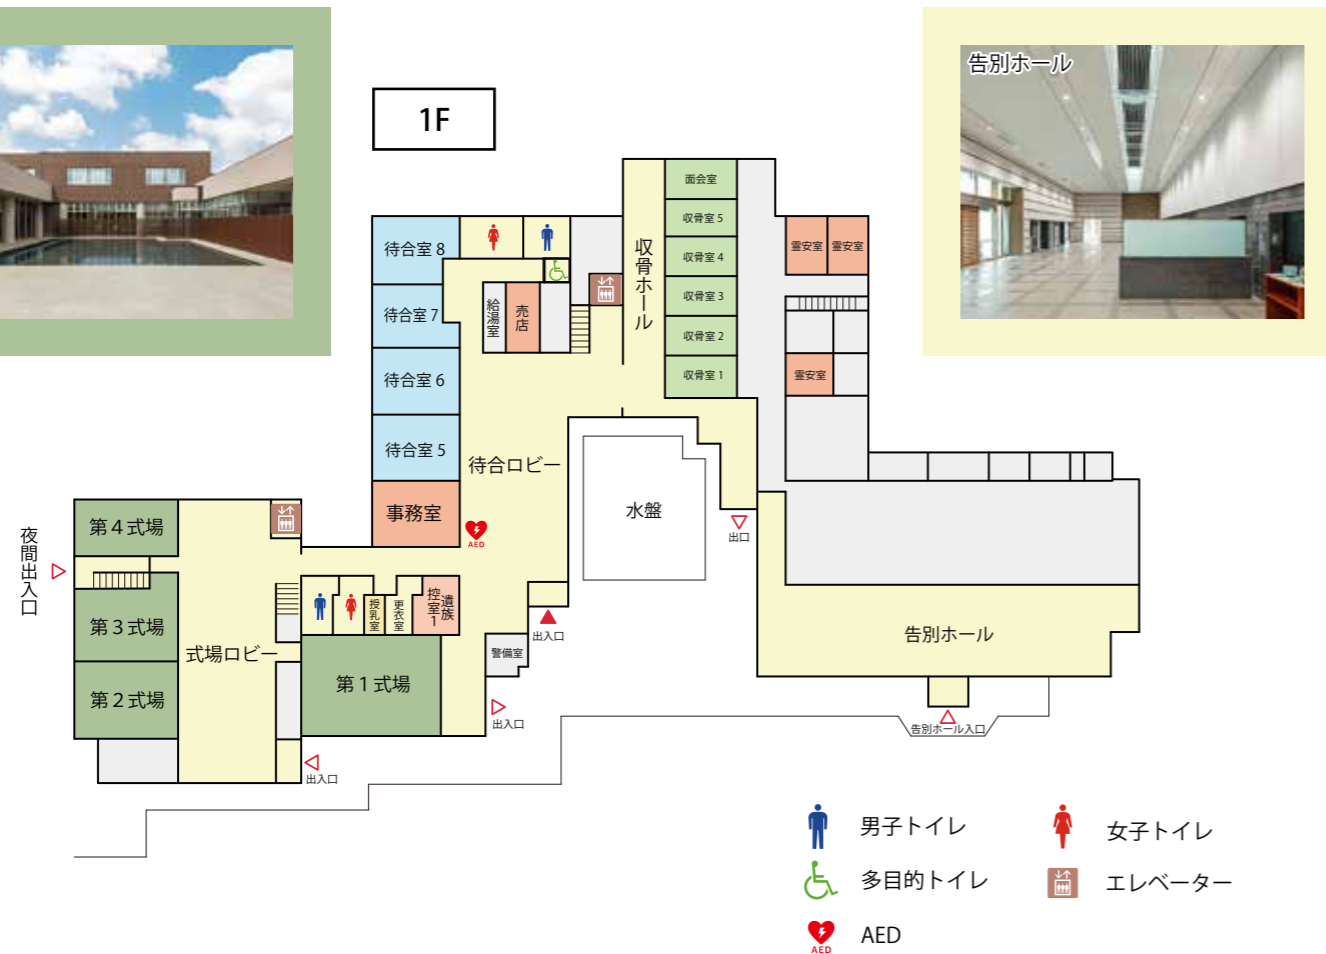 告別ホール
1F
面会室
収骨室 5
収骨室 4
収骨室 3
収骨室 2
収骨室 1
収骨ホール
霊安室
霊安室
霊安室
待合室 8
待合室 7
待合室 6
待合室 5
給湯室
売店
待合ロビー
事務室
AED
水盤
出口
夜間出入口
第４式場
第３式場
第２式場
式場ロビー
授乳室
更衣室
遺族
控室1
第１式場
警備室
出入口
出入口
出入口
告別ホール
告別ホール入口
男子トイレ
女子トイレ
多目的トイレ
エレベーター
AED
AED